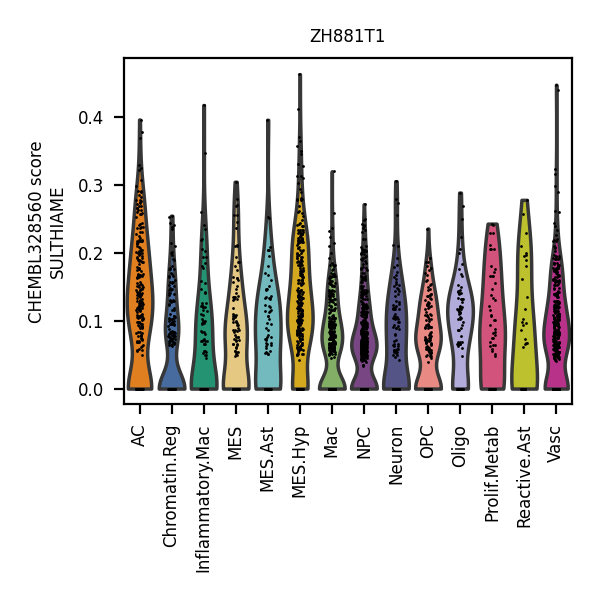 ZH881T1
CHEMBL328560 score
SULTHIAME
0.4
0.3
0.2
0.1
0.0
AC
Chromatin.Reg
Inflammatory.Mac
MES
MES.Ast
MES.Hyp
Mac
NPC
Neuron
OPC
Oligo
Prolif.Metab
Reactive.Ast
Vasc